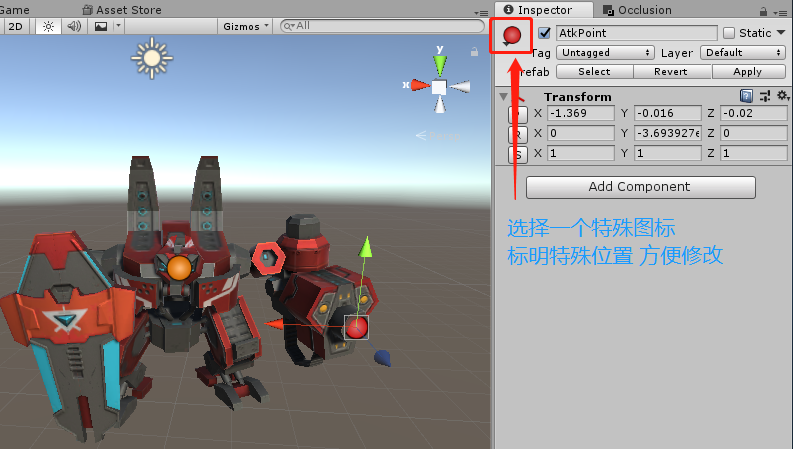 Game
Asset Store
2D
Gizmos
All
y
x
Inspector
Occlusion
AtkPoint
Static
Tag
Untagged
Layer
Default
Prefab
Select
Revert
Apply
Transform
X -1.369 Y -0.016 Z -0.02
R X 0 Y -3.693927e Z 0
S X 1 Y 1 Z 1
Add Component
选择一个特殊图标
标明特殊位置 方便修改